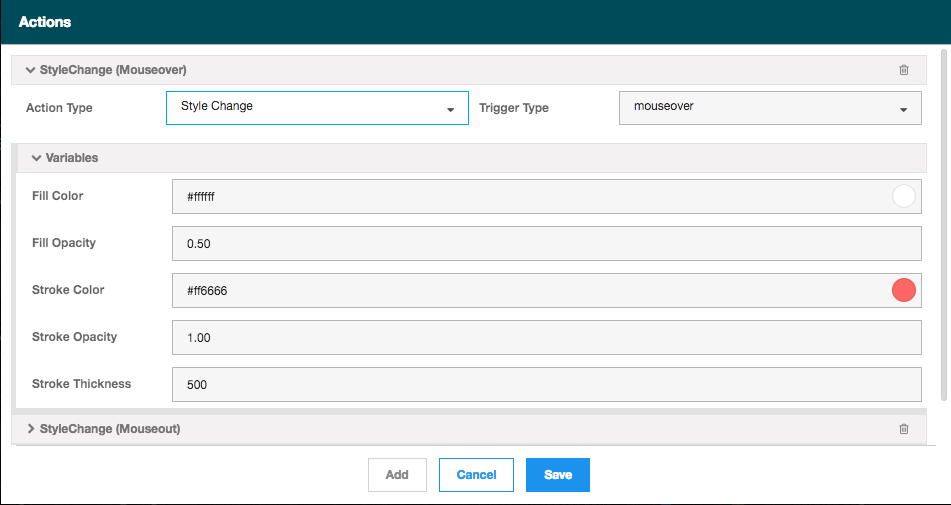 Actions
StyleChange (Mouseover)
Action Type Style Change Trigger Type mouseover
Variables
Fill Color #ffffff
Fill Opacity 0.50
Stroke Color #ff6666
Stroke Opacity 1.00
Stroke Thickness 500
StyleChange (Mouseout)
Add Cancel Save